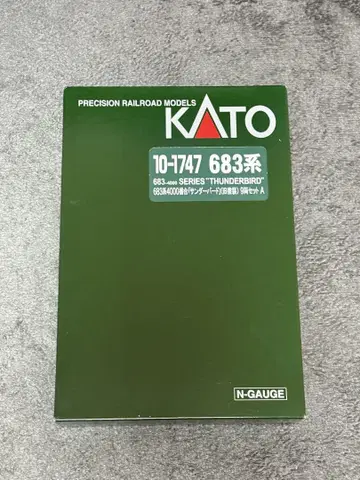 PRECISION RAILROAD MODELS
KATO
10-1747 683系
683-4000 SERIES "THUNDERBIRD"
683系4000番台「サンダーバード」(旧塗装) 9両セットA
N-GAUGE